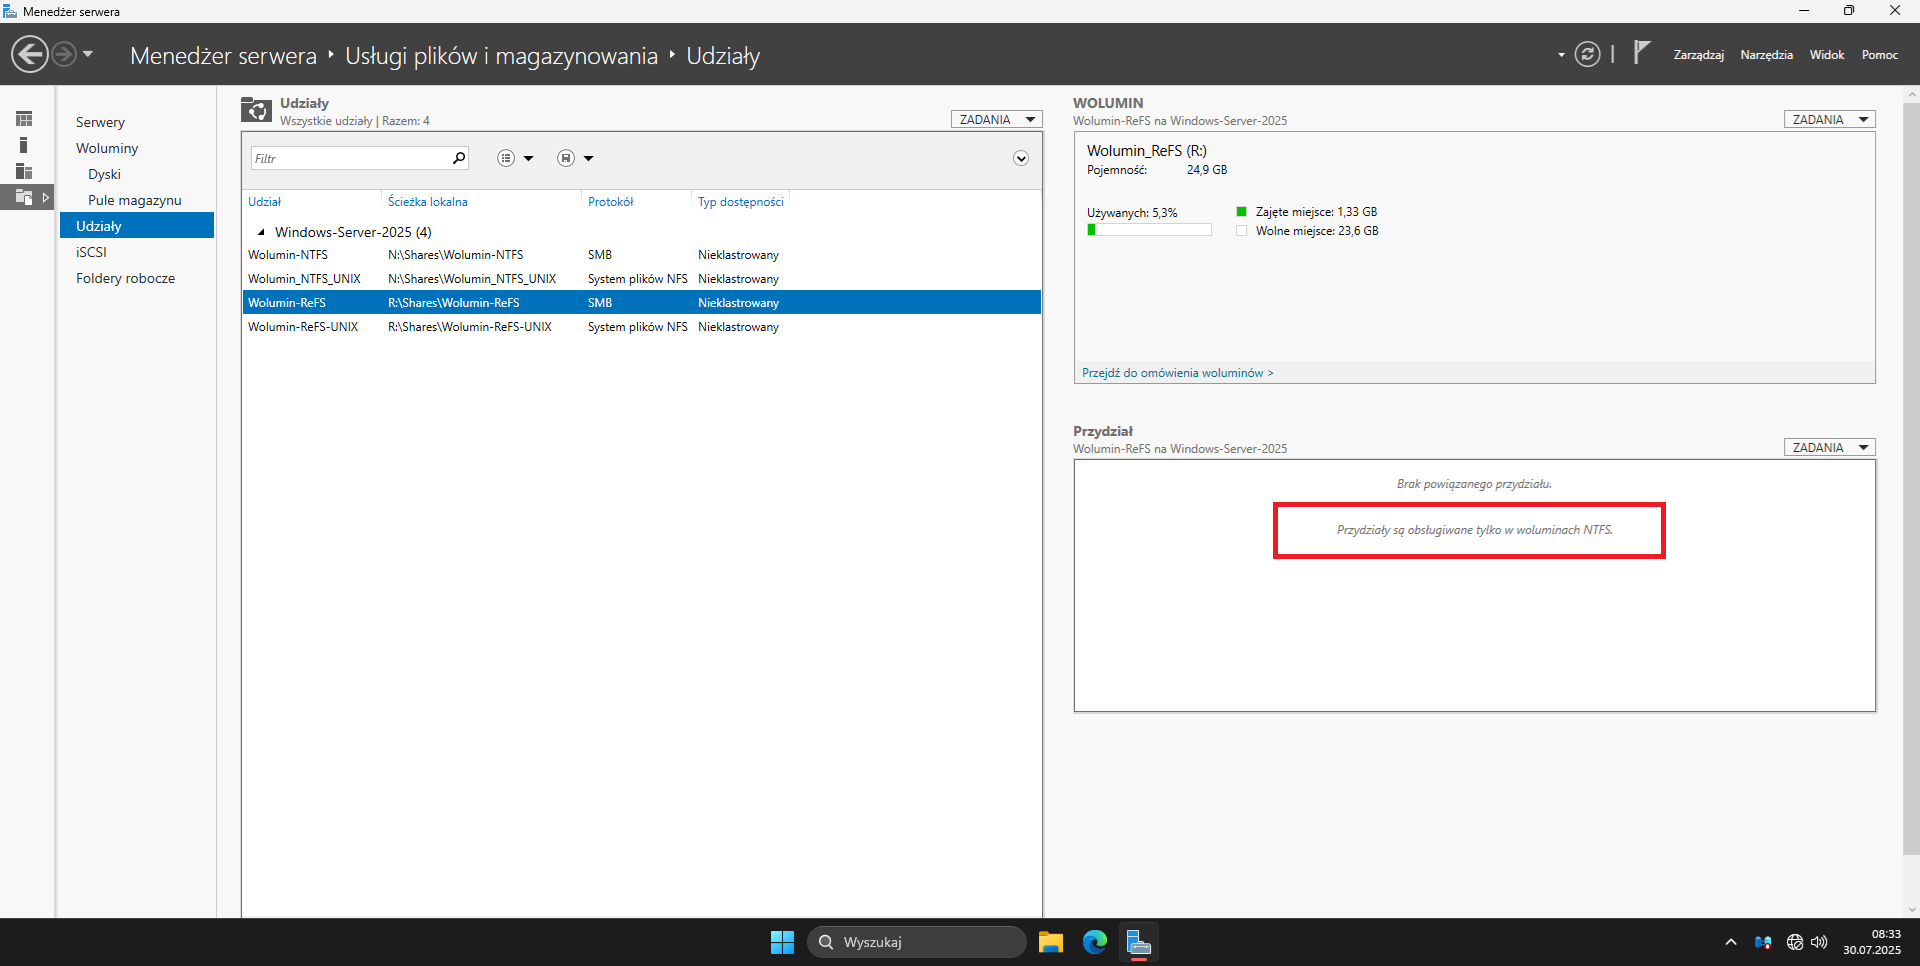 Menedżer serwera
Menedżer serwera ‣ Usługi plików i magazynowania ‣ Udziały
Zarządzaj Narzędzia Widok Pomoc
Serwery
Woluminy
Dyski
Pule magazynu
Udziały
iSCSI
Foldery robocze
Udziały
Wszystkie udziały | Razem: 4
ZADANIA
Filtr
Udział Ścieżka lokalna Protokół Typ dostępności
Windows-Server-2025 (4)
Wolumin-NTFS N:\Shares\Wolumin-NTFS SMB Nieklastrowany
Wolumin_NTFS_UNIX N:\Shares\Wolumin_NTFS_UNIX System plików NFS Nieklastrowany
Wolumin-ReFS R:\Shares\Wolumin-ReFS SMB Nieklastrowany
Wolumin-ReFS-UNIX R:\Shares\Wolumin-ReFS-UNIX System plików NFS Nieklastrowany
WOLUMIN
Wolumin-ReFS na Windows-Server-2025
ZADANIA
Wolumin_ReFS (R:)
Pojemność: 24,9 GB
Używanych: 5,3%
Zajęte miejsce: 1,33 GB
Wolne miejsce: 23,6 GB
Przejdź do omówienia woluminów >
Przydział
Wolumin-ReFS na Windows-Server-2025
ZADANIA
Brak powiązanego przydziału.
Przydziały są obsługiwane tylko w woluminach NTFS.
Wyszukaj
08:33
30.07.2025